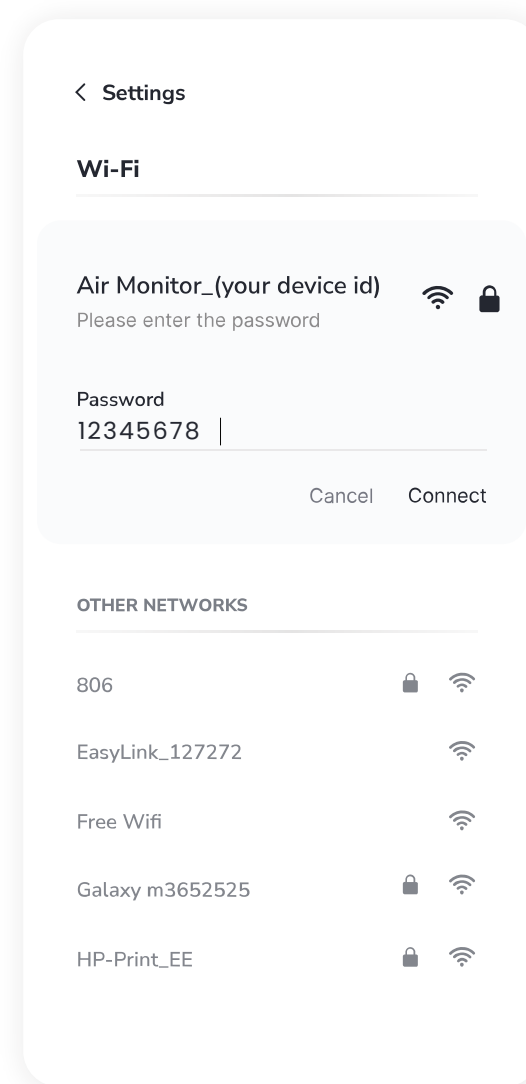 Settings
Wi-Fi
Air Monitor_(your device id)
Please enter the password
Password
12345678
Cancel Connect
OTHER NETWORKS
806
EasyLink_127272
Free Wifi
Galaxy m3652525
HP-Print_EE